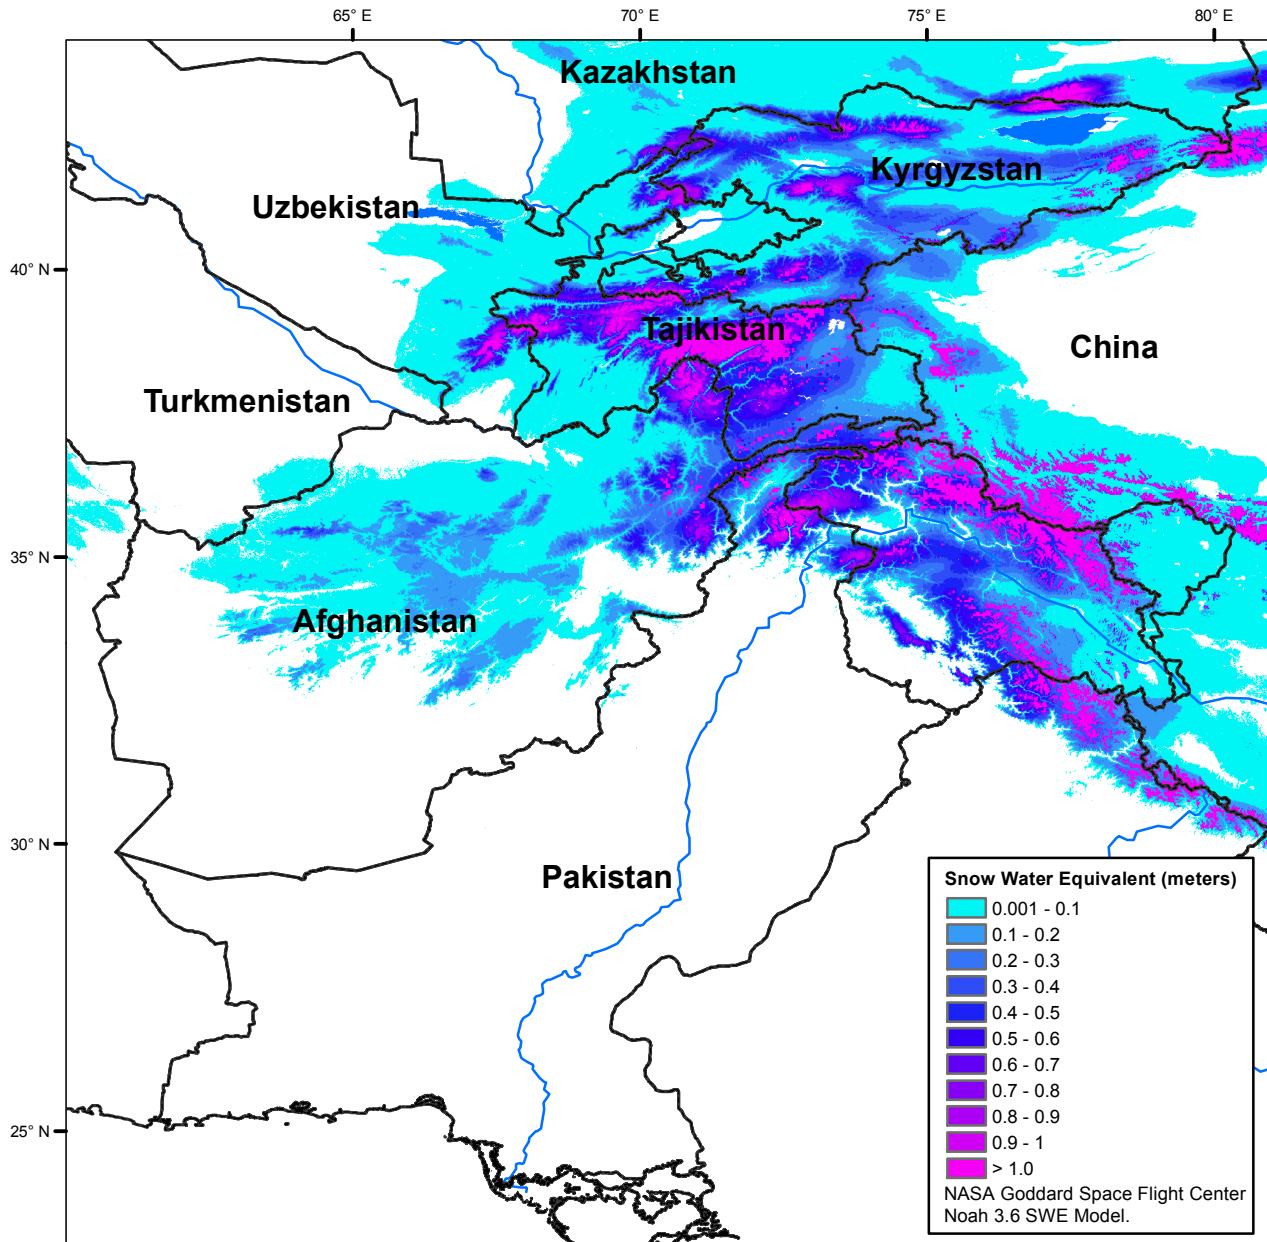 65° E
70° E
75° E
80° E
Kazakhstan
Kyrgyzstan
Uzbekistan
40° N
Tajikistan
China
Turkmenistan
35° N
Afghanistan
30° N
Pakistan
25° N
Snow Water Equivalent (meters)
0.001 - 0.1
0.1 - 0.2
0.2 - 0.3
0.3 - 0.4
0.4 - 0.5
0.5 - 0.6
0.6 - 0.7
0.7 - 0.8
0.8 - 0.9
0.9 - 1
> 1.0
NASA Goddard Space Flight Center
Noah 3.6 SWE Model.